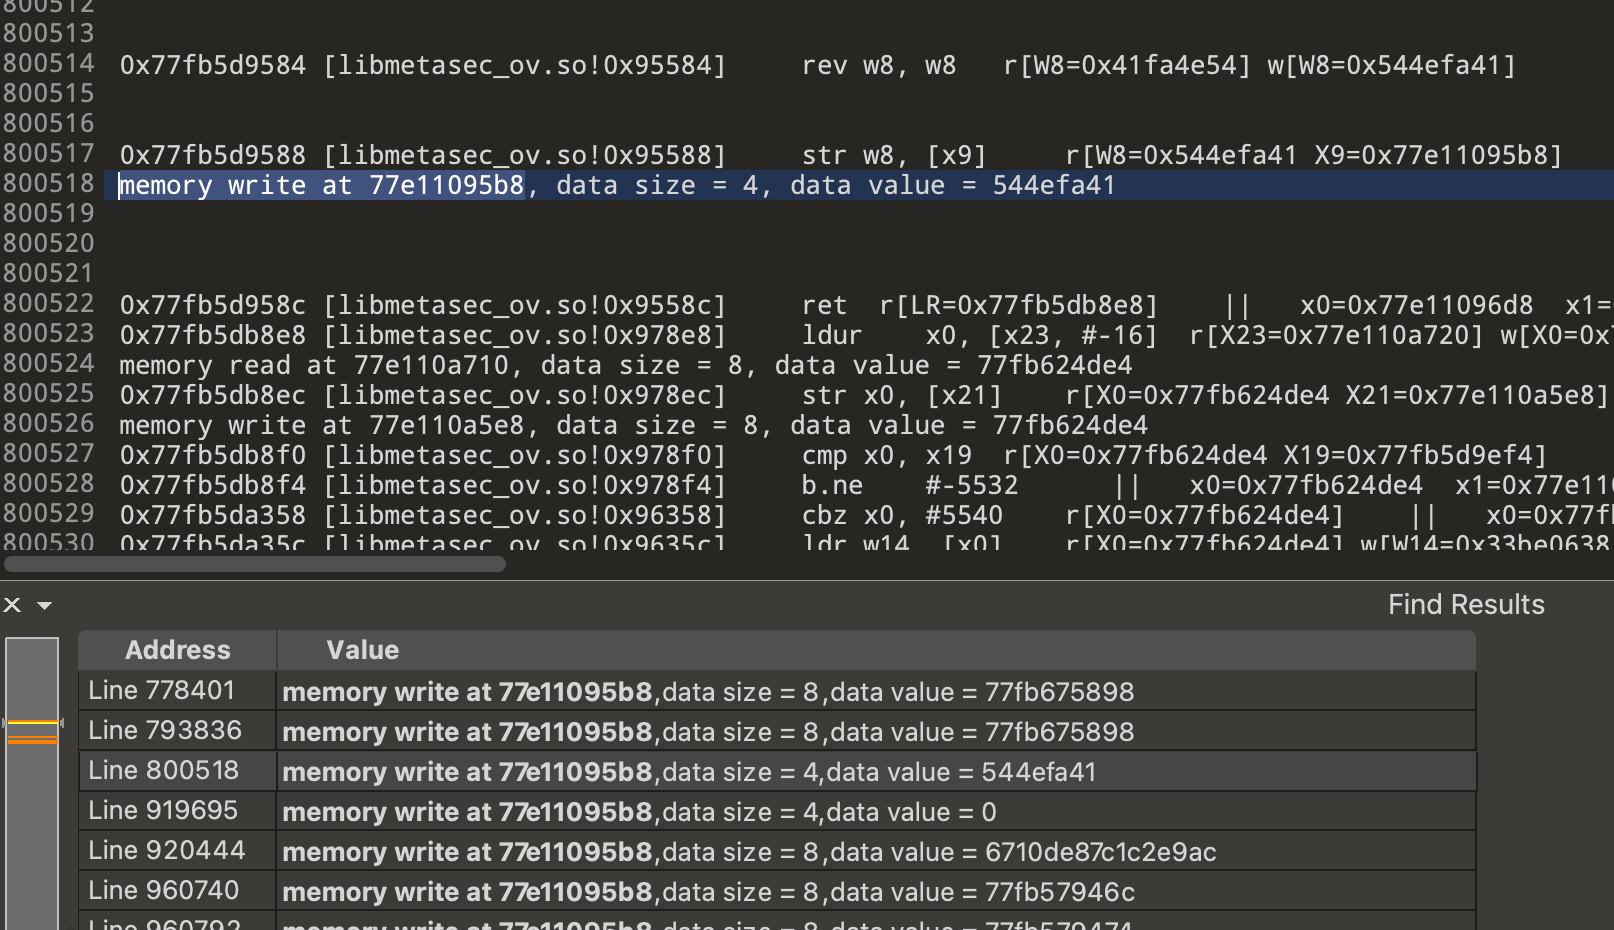 800512
800513
800514 0x77fb5d9584 [libmetasec_ov.so!0x95584] rev w8, w8 r[W8=0x41fa4e54] w[W8=0x544efa41]
800515
800516
800517 0x77fb5d9588 [libmetasec_ov.so!0x95588] str w8, [x9] r[W8=0x544efa41 X9=0x77e11095b8]
800518 memory write at 77e11095b8, data size = 4, data value = 544efa41
800519
800520
800521
800522 0x77fb5d958c [libmetasec_ov.so!0x9558c] ret r[LR=0x77fb5db8e8] || x0=0x77e11096d8 x1=
800523 0x77fb5db8e8 [libmetasec_ov.so!0x978e8] ldur x0, [x23, #-16] r[X23=0x77e110a720] w[X0=0x
800524 memory read at 77e110a710, data size = 8, data value = 77fb624de4
800525 0x77fb5db8ec [libmetasec_ov.so!0x978ec] str x0, [x21] r[X0=0x77fb624de4 X21=0x77e110a5e8]
800526 memory write at 77e110a5e8, data size = 8, data value = 77fb624de4
800527 0x77fb5db8f0 [libmetasec_ov.so!0x978f0] cmp x0, x19 r[X0=0x77fb624de4 X19=0x77fb5d9ef4]
800528 0x77fb5db8f4 [libmetasec_ov.so!0x978f4] b.ne #-5532 || x0=0x77fb624de4 x1=0x77e11
800529 0x77fb5da358 [libmetasec_ov.so!0x96358] cbz x0, #5540 r[X0=0x77fb624de4] || x0=0x77f
800530 0x77fb5da35c [libmetasec_ov.so!0x9635c] ldr w14, [x0] r[X0=0x77fb624de4] w[W14=0x33be0638
Find Results
Address Value
Line 778401 memory write at 77e11095b8,data size = 8,data value = 77fb675898
Line 793836 memory write at 77e11095b8,data size = 8,data value = 77fb675898
Line 800518 memory write at 77e11095b8,data size = 4,data value = 544efa41
Line 919695 memory write at 77e11095b8,data size = 4,data value = 0
Line 920444 memory write at 77e11095b8,data size = 8,data value = 6710de87c1c2e9ac
Line 960740 memory write at 77e11095b8,data size = 8,data value = 77fb57946c
Line 960792 memory write at 77e11095b8,data size = 8,data value = 77fb579474